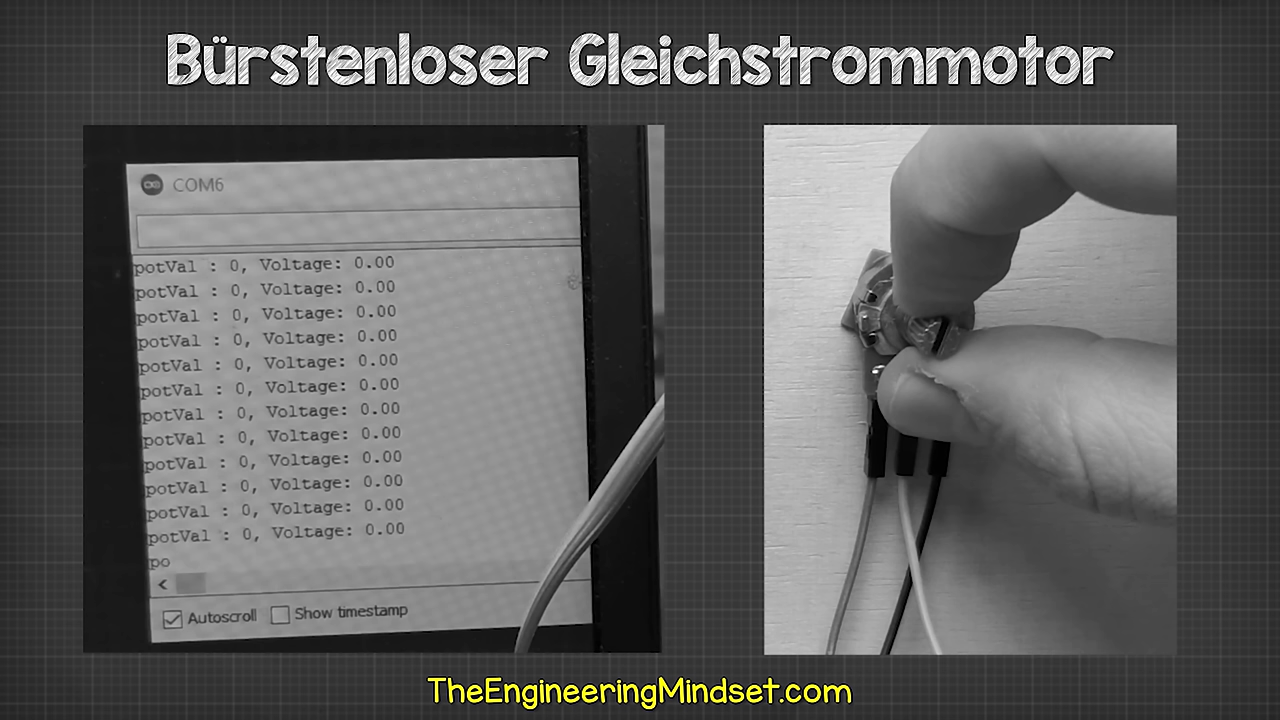 Bürstenloser Gleichstrommotor
COM6
potVal : 0, Voltage: 0.00
potVal : 0, Voltage: 0.00
potVal : 0, Voltage: 0.00
potVal : 0, Voltage: 0.00
potVal : 0, Voltage: 0.00
potVal : 0, Voltage: 0.00
potVal : 0, Voltage: 0.00
potVal : 0, Voltage: 0.00
potVal : 0, Voltage: 0.00
potVal : 0, Voltage: 0.00
potVal : 0, Voltage: 0.00
potVal : 0, Voltage: 0.00
po
Autoscroll Show timestamp
TheEngineeringMindset.com